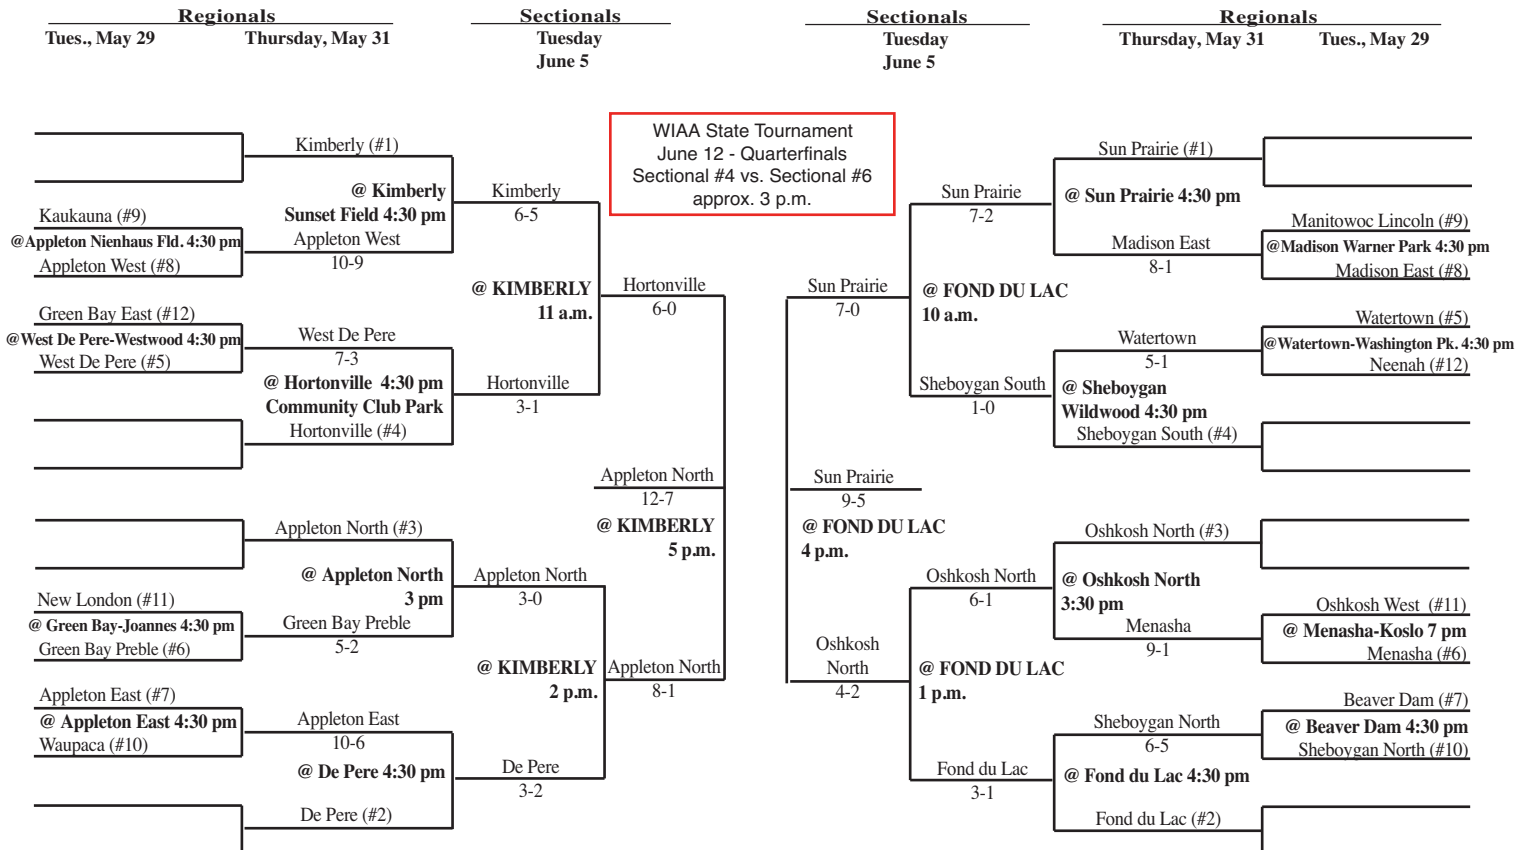 Regionals
Tues., May 29
Thursday, May 31
Sectionals
Tuesday
June 5
Sectionals
Tuesday
June 5
Regionals
Thursday, May 31
Tues., May 29
WIAA State Tournament
June 12 - Quarterfinals
Sectional #4 vs. Sectional #6
approx. 3 p.m.
Kaukauna (#9)
@Appleton Nienhaus Fld. 4:30 pm
Appleton West (#8)
Green Bay East (#12)
@West De Pere-Westwood 4:30 pm
West De Pere (#5)
New London (#11)
@ Green Bay-Joannes 4:30 pm
Green Bay Preble (#6)
Appleton East (#7)
@ Appleton East 4:30 pm
Waupaca (#10)
Kimberly (#1)
@ Kimberly
Sunset Field 4:30 pm
Appleton West
10-9
West De Pere
7-3
@ Hortonville 4:30 pm
Community Club Park
Hortonville (#4)
Appleton North (#3)
@ Appleton North
3 pm
Green Bay Preble
5-2
Appleton East
10-6
@ De Pere 4:30 pm
De Pere (#2)
Kimberly
6-5
@ KIMBERLY
11 a.m.
Hortonville
3-1
Appleton North
3-0
@ KIMBERLY
2 p.m.
De Pere
3-2
Hortonville
6-0
Appleton North
12-7
@ KIMBERLY
5 p.m.
Appleton North
8-1
Sun Prairie
7-0
Sun Prairie
9-5
@ FOND DU LAC
4 p.m.
Oshkosh
North
4-2
Sun Prairie
7-2
@ FOND DU LAC
10 a.m.
Sheboygan South
1-0
Oshkosh North
6-1
@ FOND DU LAC
1 p.m.
Fond du Lac
3-1
Sun Prairie (#1)
@ Sun Prairie 4:30 pm
Madison East
8-1
Watertown
5-1
@ Sheboygan
Wildwood 4:30 pm
Sheboygan South (#4)
Oshkosh North (#3)
@ Oshkosh North
3:30 pm
Menasha
9-1
Sheboygan North
6-5
@ Fond du Lac 4:30 pm
Fond du Lac (#2)
Manitowoc Lincoln (#9)
@Madison Warner Park 4:30 pm
Madison East (#8)
Watertown (#5)
@Watertown-Washington Pk. 4:30 pm
Neenah (#12)
Oshkosh West (#11)
@ Menasha-Koslo 7 pm
Menasha (#6)
Beaver Dam (#7)
@ Beaver Dam 4:30 pm
Sheboygan North (#10)